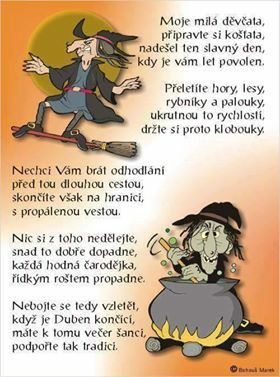 Moje milá děvčata,
připravte si košťata,
nadešel ten slavný den,
kdy je vám let povolen.
Přeletíte hory, lesy,
rybníky a palouky,
ukrutnou to rychlostí,
držte si proto klobouky.
Nechci Vám brát odhodlání
před tou dlouhou cestou,
skončíte však na hranici,
s propálenou vestou.
Nic si z toho nedělejte,
snad to dobře dopadne,
každá hodná čarodějka,
řídkým roštem propadne.
Nebojte se tedy vzletět,
když je Duben končící,
máte k tomu večer šanci,
podpořte tak tradici.
© Bohouš Marek